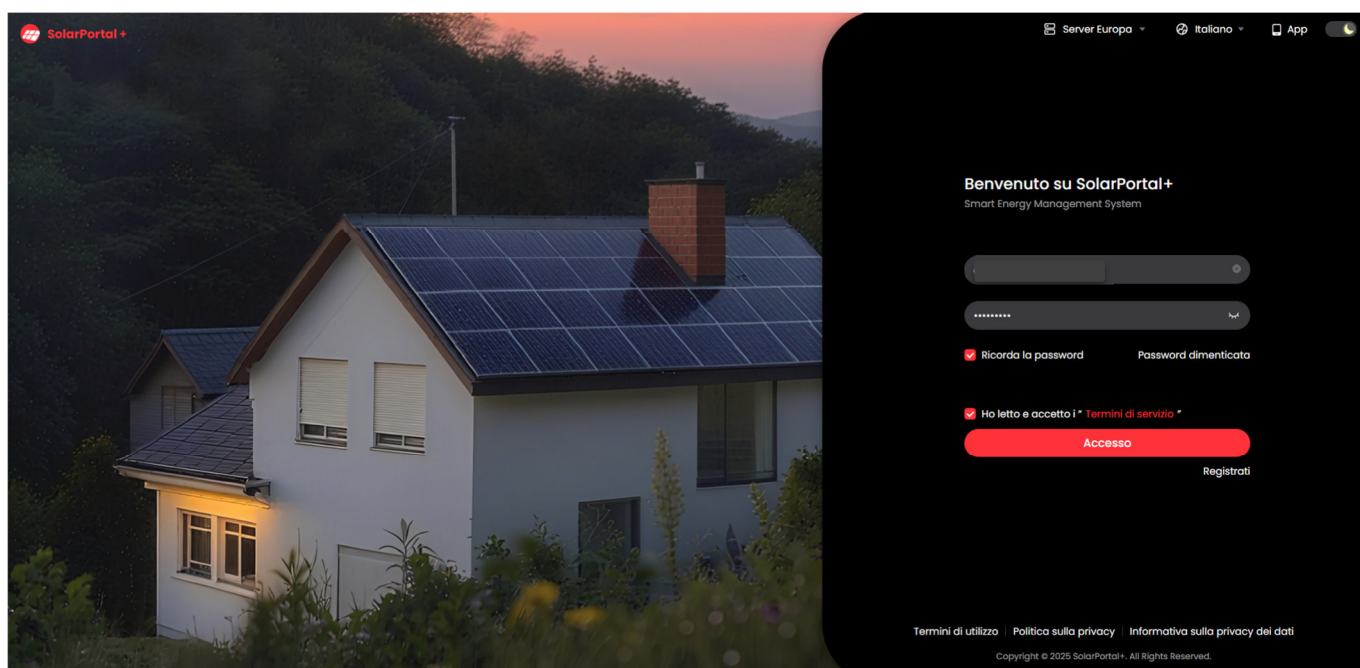 SolarPortal+
Server Europa
Italiano
App
Benvenuto su SolarPortal+
Smart Energy Management System
Ricorda la password Password dimenticata
Ho letto e accetto i " Termini di servizio "
Accesso
Registrati
Termini di utilizzo | Politica sulla privacy | Informativa sulla privacy dei dati
Copyright © 2025 SolarPortal+. All Rights Reserved.